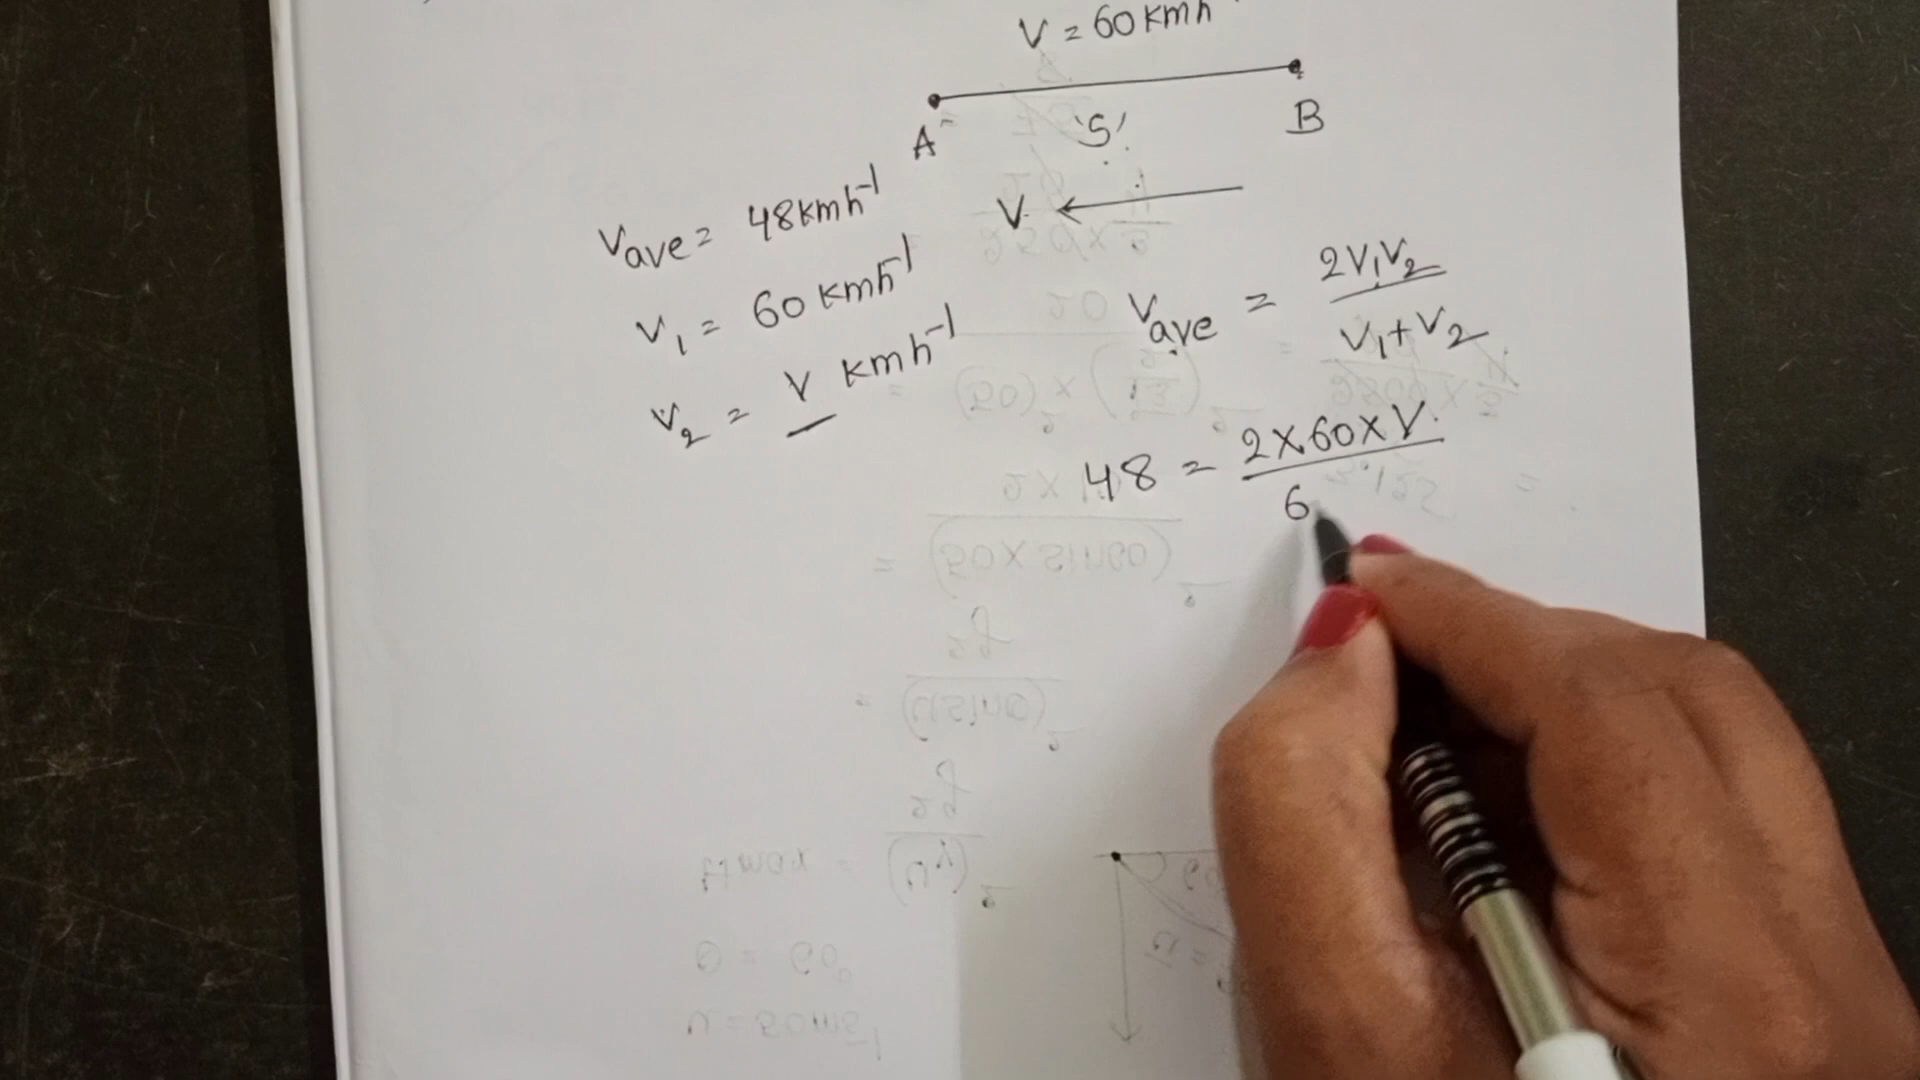 V = 60 kmh
A 'S' B
V
Vave = 48 kmh⁻¹
V₁ = 60 kmh⁻¹
V₂ = V kmh⁻¹
Vave = 2V₁V₂ / V₁+V₂
48 = 2×60×V / 6